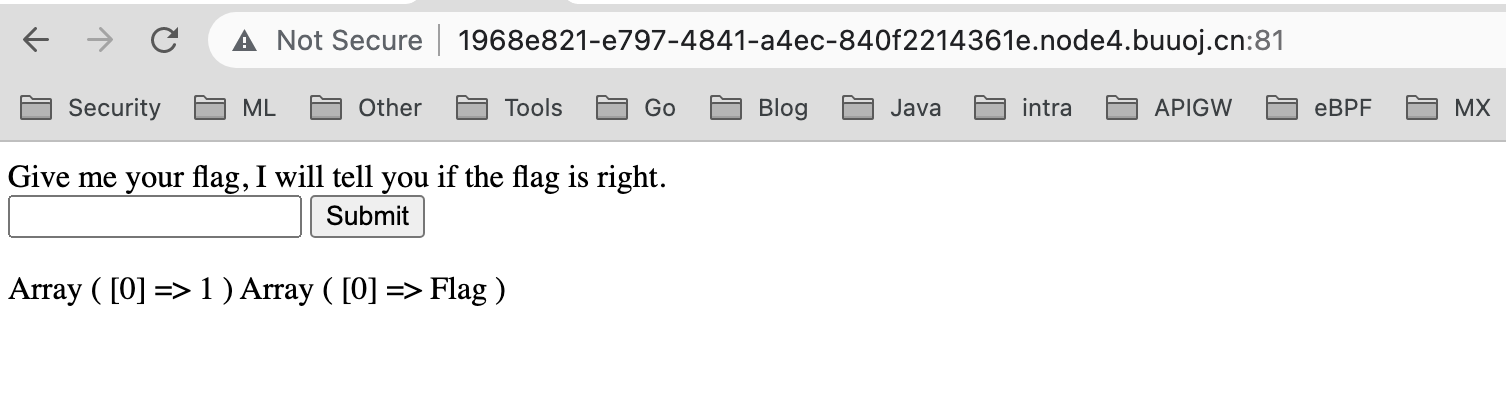 Not Secure 1968e821-e797-4841-a4ec-840f2214361e.node4.buuoj.cn:81
Security ML Other Tools Go Blog Java intra APIGW eBPF MX
Give me your flag, I will tell you if the flag is right.
Submit
Array ( [0] => 1 ) Array ( [0] => Flag )